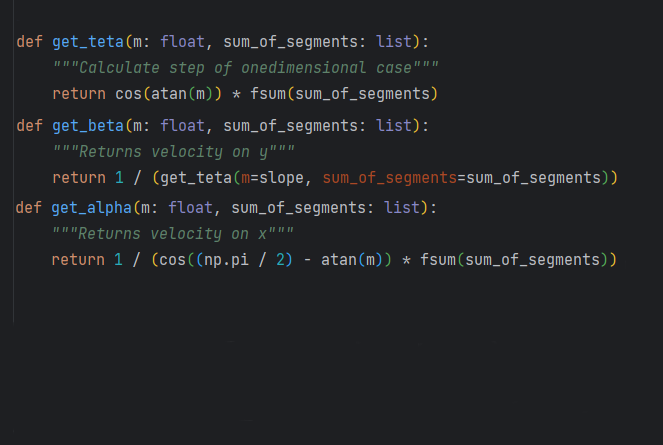 def get_teta(m: float, sum_of_segments: list):
"""Calculate step of onedimensional case"""
return cos(atan(m)) * fsum(sum_of_segments)
def get_beta(m: float, sum_of_segments: list):
"""Returns velocity on y"""
return 1 / (get_teta(m=slope, sum_of_segments=sum_of_segments))
def get_alpha(m: float, sum_of_segments: list):
"""Returns velocity on x"""
return 1 / (cos((np.pi / 2) - atan(m)) * fsum(sum_of_segments))